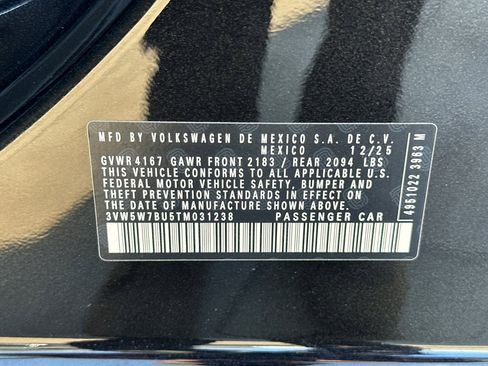 MFD BY VOLKSWAGEN DE MEXICO S.A. DE C.V.
MEXICO 12/25
GVWR 4167 GAWR FRONT 2183 / REAR 2094 LBS
THIS VEHICLE CONFORMS TO ALL APPLICABLE U.S.
FEDERAL MOTOR VEHICLE SAFETY, BUMPER AND
THEFT PREVENTION STANDARDS IN EFFECT ON THE
DATE OF MANUFACTURE SHOWN ABOVE.
3VW5W7BU5TM031238 PASSENGER CAR
4951022 3963 M